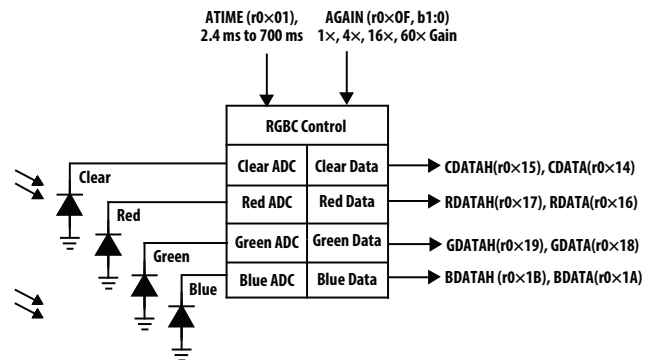 ATIME (r0×01),
2.4 ms to 700 ms
AGAIN (r0×0F, b1:0)
1×, 4×, 16×, 60× Gain
RGBC Control
Clear
Clear ADC
Clear Data
CDATAH(r0×15), CDATA(r0×14)
Red
Red ADC
Red Data
RDATAH(r0×17), RDATA(r0×16)
Green
Green ADC
Green Data
GDATAH(r0×19), GDATA(r0×18)
Blue
Blue ADC
Blue Data
BDATAH (r0×1B), BDATA(r0×1A)